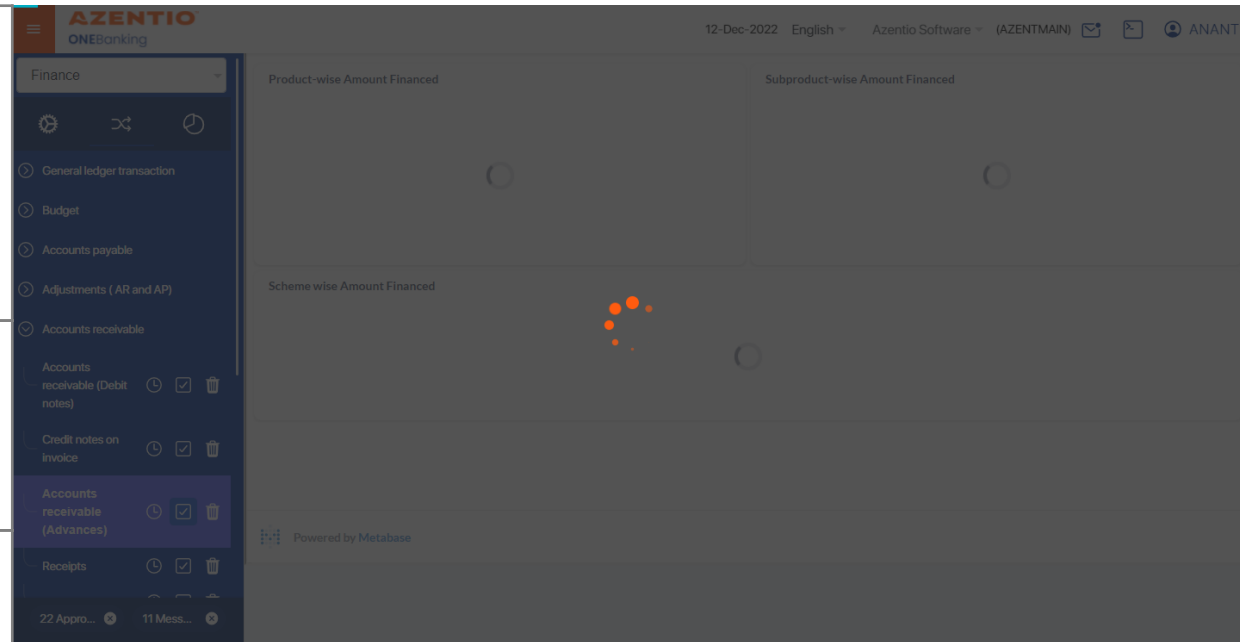 AZENTIO
ONEBanking
12-Dec-2022 English Azentio Software (AZENTMAIN) ANANT
Finance
Product-wise Amount Financed
Subproduct-wise Amount Financed
General ledger transaction
Budget
Accounts payable
Adjustments ( AR and AP)
Scheme wise Amount Financed
Accounts receivable
Accounts
receivable (Debit
notes)
Credit notes on
invoice
Accounts
receivable
(Advances)
Powered by Metabase
Receipts
22 Appro... 11 Mess...